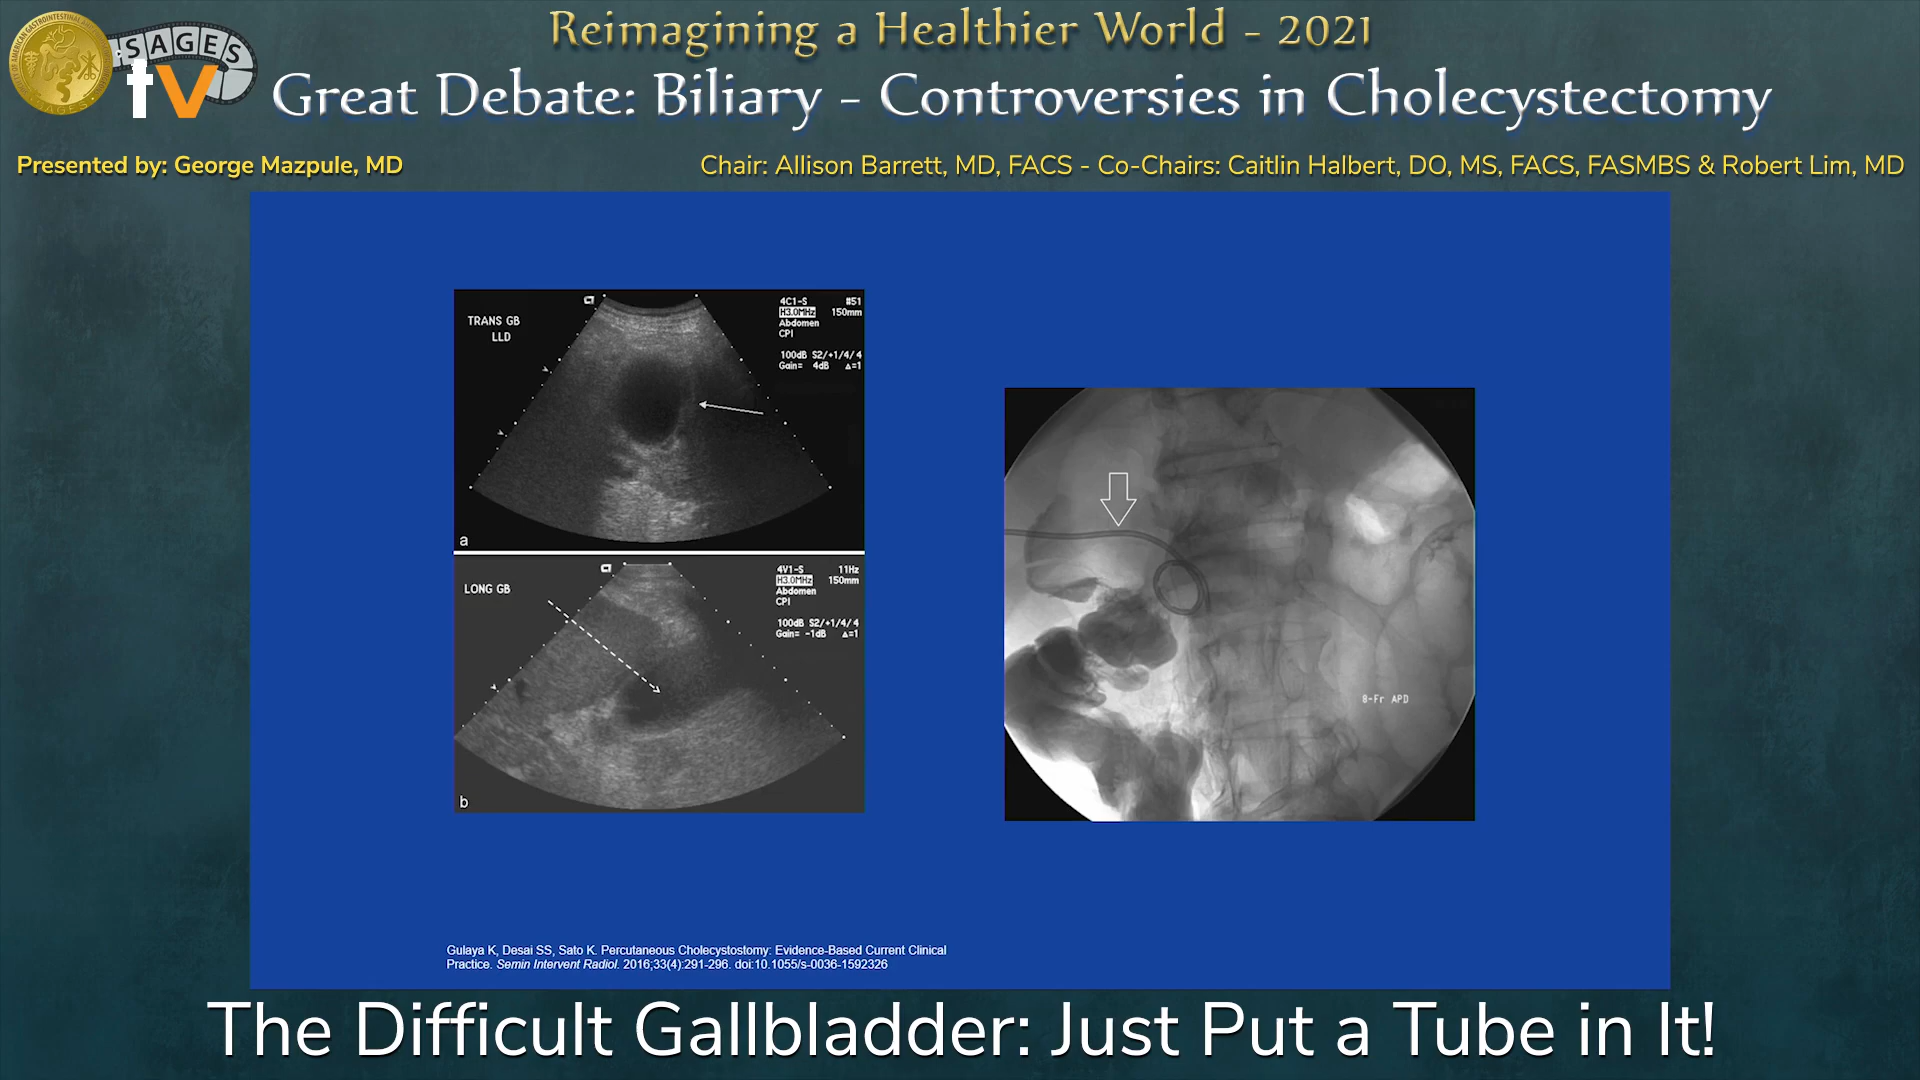 Reimagining a Healthier World - 2021
SAGES
tv
Great Debate: Biliary - Controversies in Cholecystectomy
Presented by: George Mazpule, MD
Chair: Allison Barrett, MD, FACS - Co-Chairs: Caitlin Halbert, DO, MS, FACS, FASMBS & Robert Lim, MD
TRANS GB
LLD
4C1-S #51
H3.0MHz 150mm
Abdomen
CPI
100dB S2/+1/4/4
Gain= 4dB Δ=1
a
LONG GB
4V1-S 11Hz
H3.0MHz 150mm
Abdomen
CPI
100dB S2/+1/4/4
Gain= -1dB Δ=1
b
8-Fr APD
Gulaya K, Desai SS, Sato K. Percutaneous Cholecystostomy: Evidence-Based Current Clinical
Practice. Semin Intervent Radiol. 2016;33(4):291-296. doi:10.1055/s-0036-1592326
The Difficult Gallbladder: Just Put a Tube in It!